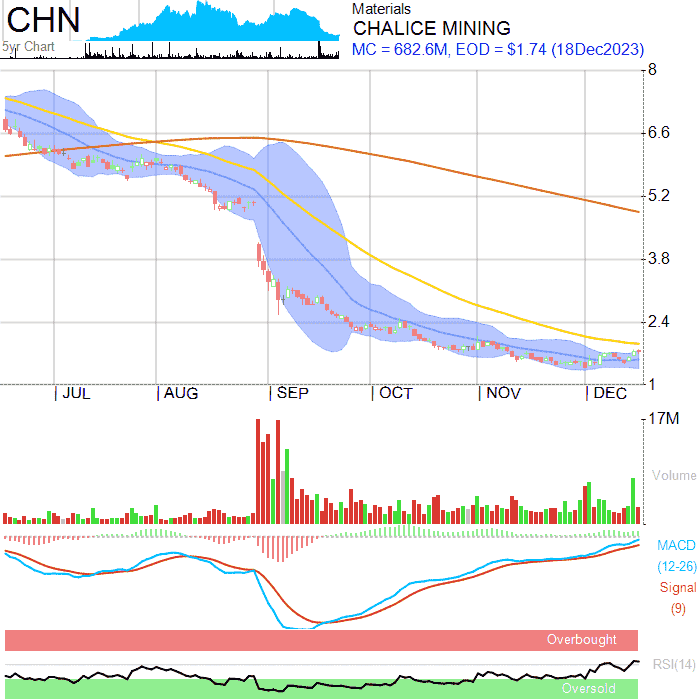 CHN
5yr Chart
Materials
CHALICE MINING
MC = 682.6M, EOD = $1.74 (18Dec2023)
8
6.6
5.2
3.8
2.4
1
JUL AUG SEP OCT NOV DEC
17M
Volume
MACD
(12-26)
Signal
(9)
Overbought
RSI(14)
Oversold